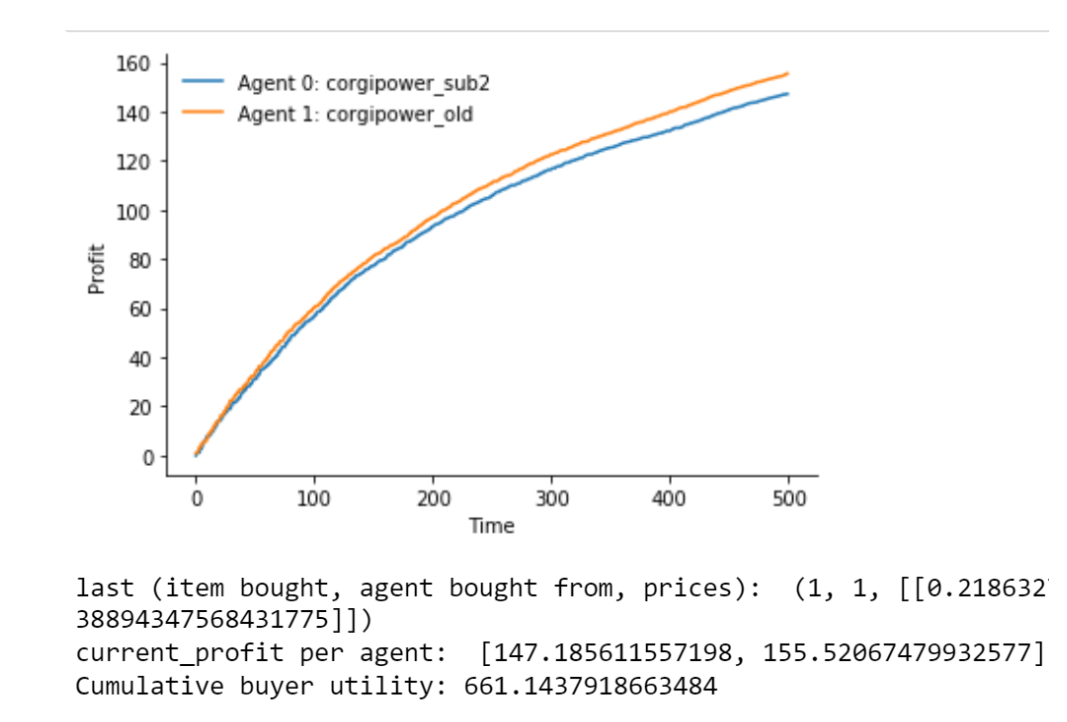 160
140
120
100
80
60
40
20
0
Profit
Agent 0: corgipower_sub2
Agent 1: corgipower_old
0 100 200 300 400 500
Time
last (item bought, agent bought from, prices):  (1, 1, [[0.218632
38894347568431775]])
current_profit per agent:  [147.185611557198, 155.52067479932577]
Cumulative buyer utility: 661.1437918663484